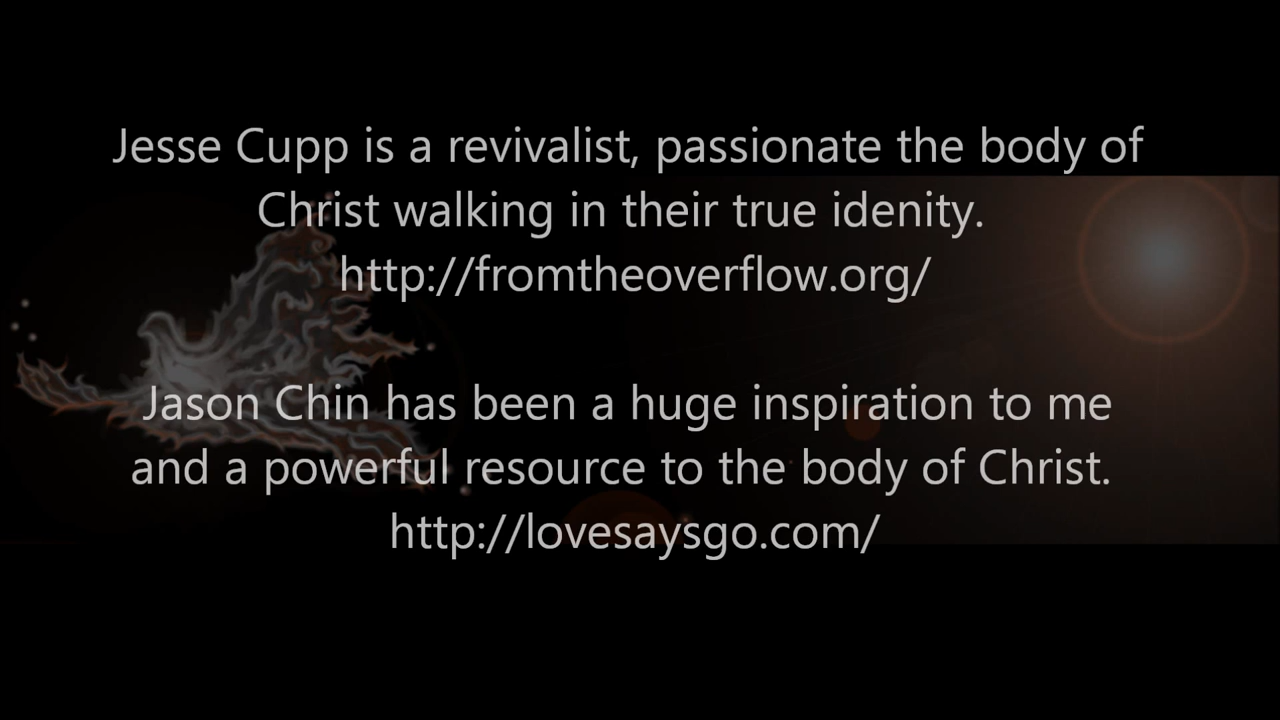 Jesse Cupp is a revivalist, passionate the body of
Christ walking in their true idenity.
http://fromtheoverflow.org/
Jason Chin has been a huge inspiration to me
and a powerful resource to the body of Christ.
http://lovesaysgo.com/